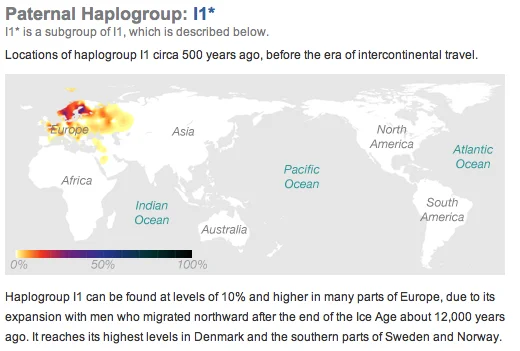 Paternal Haplogroup: I1*
I1* is a subgroup of I1, which is described below.
Locations of haplogroup I1 circa 500 years ago, before the era of intercontinental travel.
Europe
Asia
North
America
Atlantic
Ocean
Africa
Pacific
Ocean
Indian
Ocean
South
America
Australia
0% 50% 100%
Haplogroup I1 can be found at levels of 10% and higher in many parts of Europe, due to its
expansion with men who migrated northward after the end of the Ice Age about 12,000 years
ago. It reaches its highest levels in Denmark and the southern parts of Sweden and Norway.